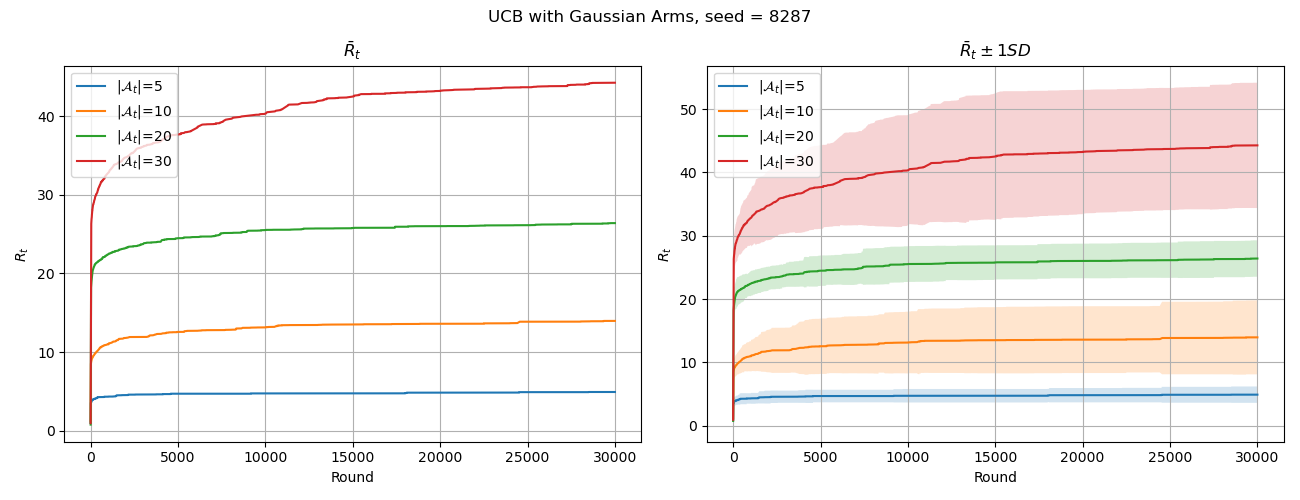 UCB with Gaussian Arms, seed = 8287
R̄ₜ
|𝒜ₜ|=5
|𝒜ₜ|=10
|𝒜ₜ|=20
|𝒜ₜ|=30
Rₜ
40
30
20
10
0
0 5000 10000 15000 20000 25000 30000
Round
R̄ₜ ± 1SD
|𝒜ₜ|=5
|𝒜ₜ|=10
|𝒜ₜ|=20
|𝒜ₜ|=30
Rₜ
50
40
30
20
10
0
0 5000 10000 15000 20000 25000 30000
Round